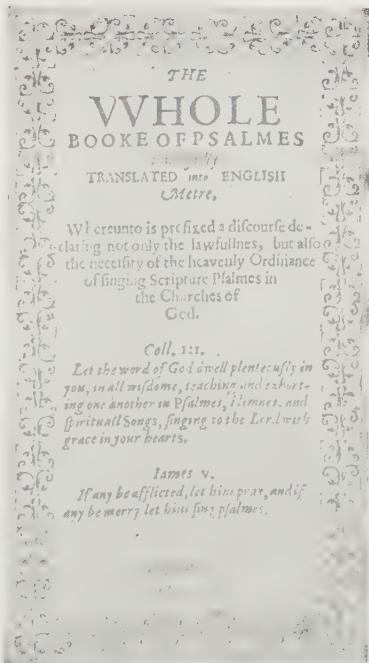 THE
VVHOLE
BOOKE OF PSALMES
TRANSLATED into ENGLISH
Metre,
Whereunto is prefixed a discourse de-
claring not only the lawfullnes, but also
the necessity of the heavenly Ordinance
of singing Scripture Psalmes in
the Churches of
God.
Coll. III.
Let the word of God dwell plenteously in
you, in all wisdome, teaching and exhort-
ing one another in Psalmes, Himnes, and
spirituall Songs, singing to the Lord with
grace in your hearts.
Iames v.
If any be afflicted, let him pray, and if
any be merry let him sing psalmes.